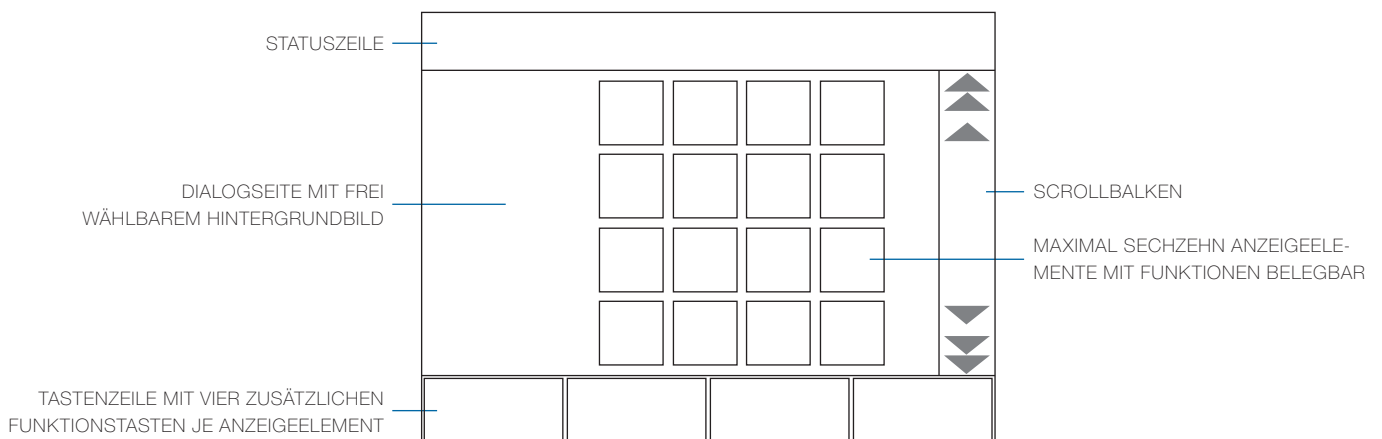 STATUSZEILE
DIALOGSEITE MIT FREI
WÄHLBAREM HINTERGRUNDBILD
SCROLLBALKEN
MAXIMAL SECHZEHN ANZEIGEELE-
MENTE MIT FUNKTIONEN BELEGBAR
TASTENZEILE MIT VIER ZUSÄTZLICHEN
FUNKTIONSTASTEN JE ANZEIGEELEMENT